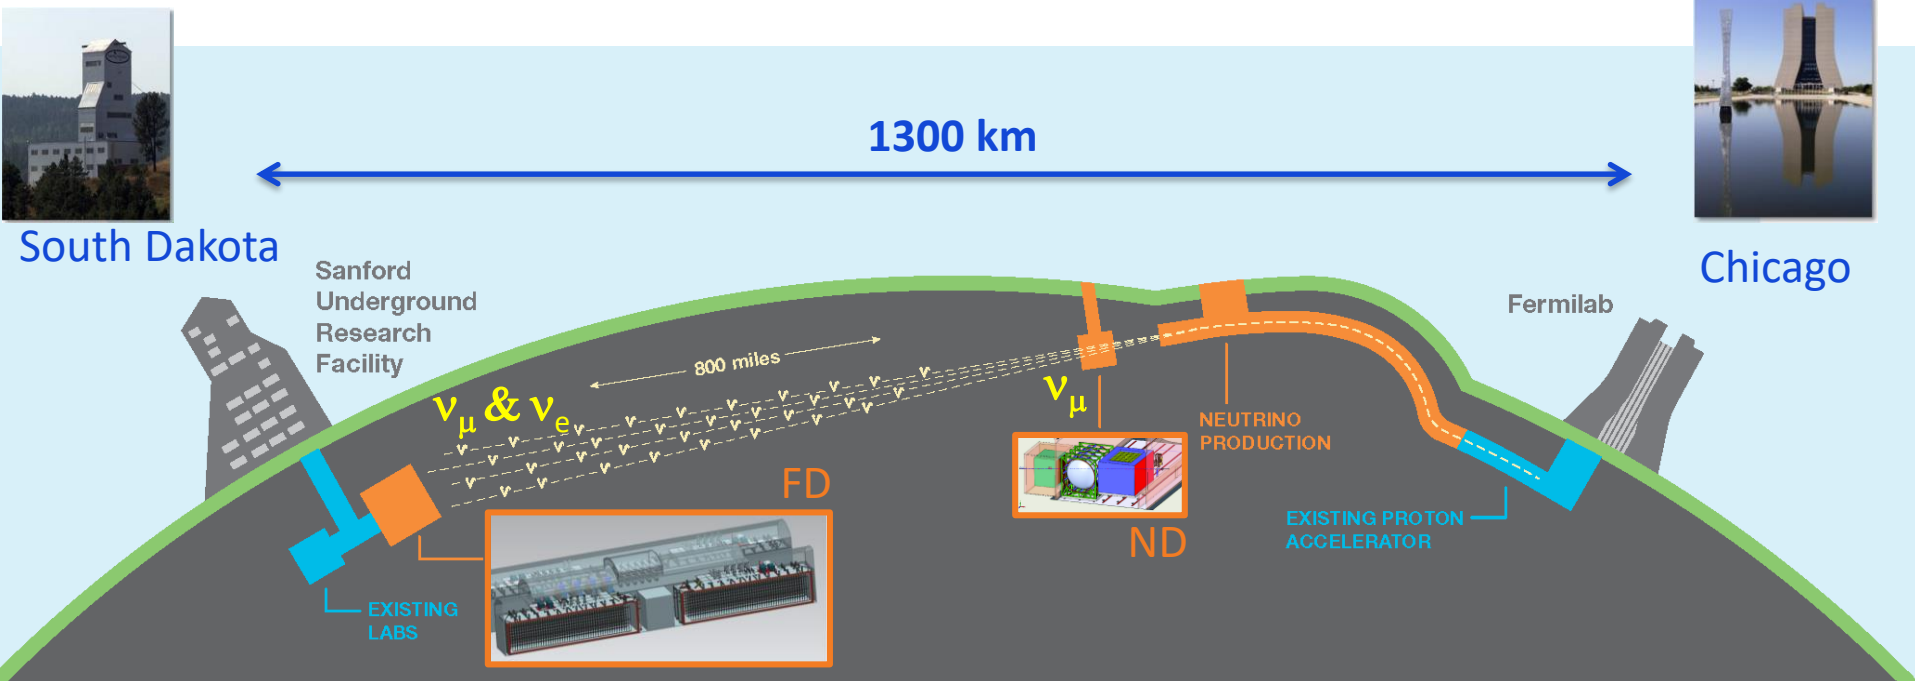 1300 km
South Dakota
Chicago
Sanford
Underground
Research
Facility
Fermilab
800 miles
νμ & νe
νμ
NEUTRINO
PRODUCTION
FD
ND
EXISTING PROTON
ACCELERATOR
EXISTING
LABS